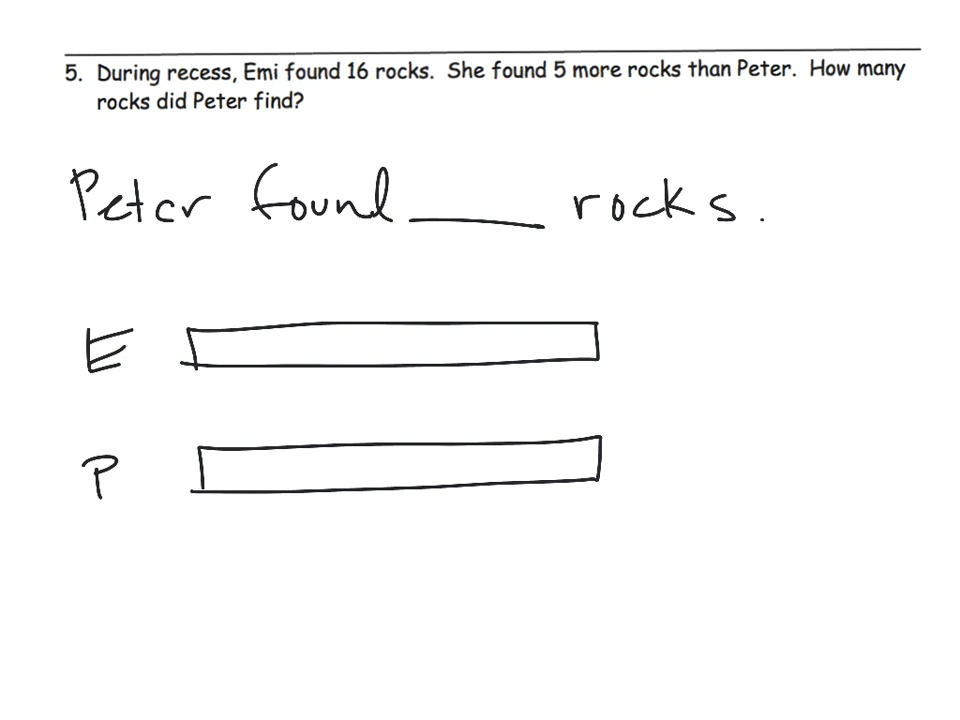 5. During recess, Emi found 16 rocks. She found 5 more rocks than Peter. How many
rocks did Peter find?
Peter found ____ rocks.
E
P